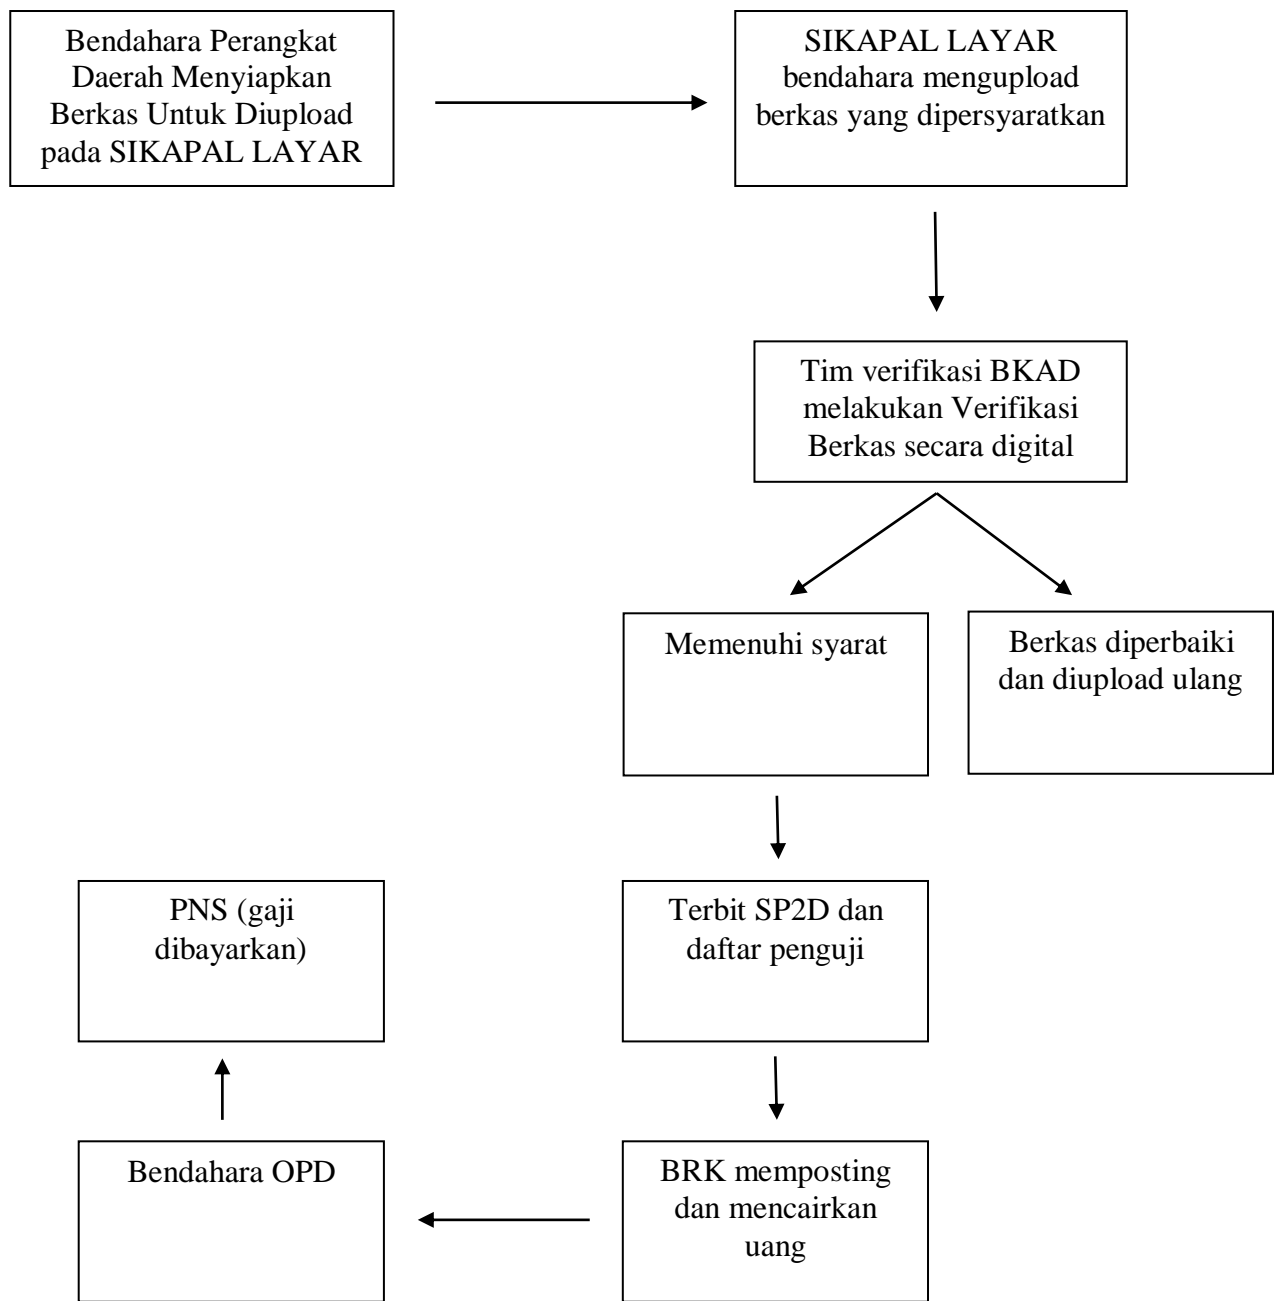 Bendahara Perangkat
Daerah Menyiapkan
Berkas Untuk Diupload
pada SIKAPAL LAYAR
SIKAPAL LAYAR
bendahara mengupload
berkas yang dipersyaratkan
Tim verifikasi BKAD
melakukan Verifikasi
Berkas secara digital
Memenuhi syarat
Berkas diperbaiki
dan diupload ulang
Terbit SP2D dan
daftar penguji
BRK memposting
dan mencairkan
uang
Bendahara OPD
PNS (gaji
dibayarkan)